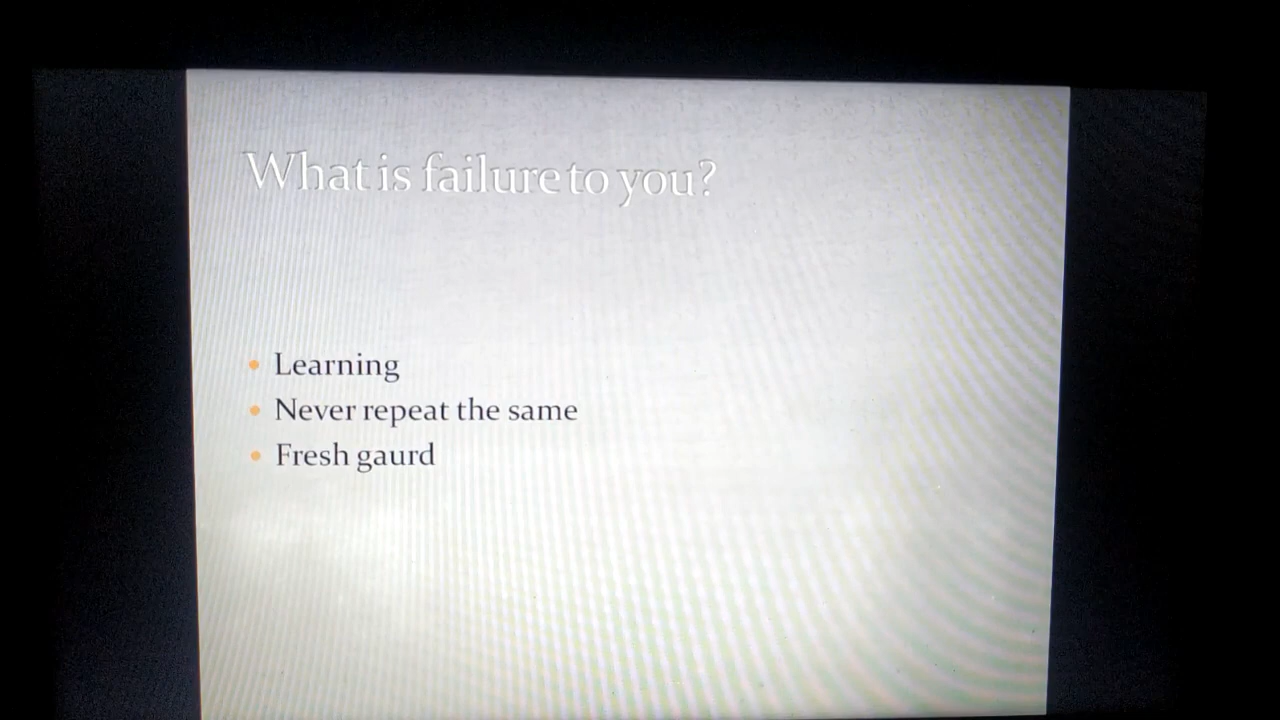 What is failure to you?
• Learning
• Never repeat the same
• Fresh gaurd